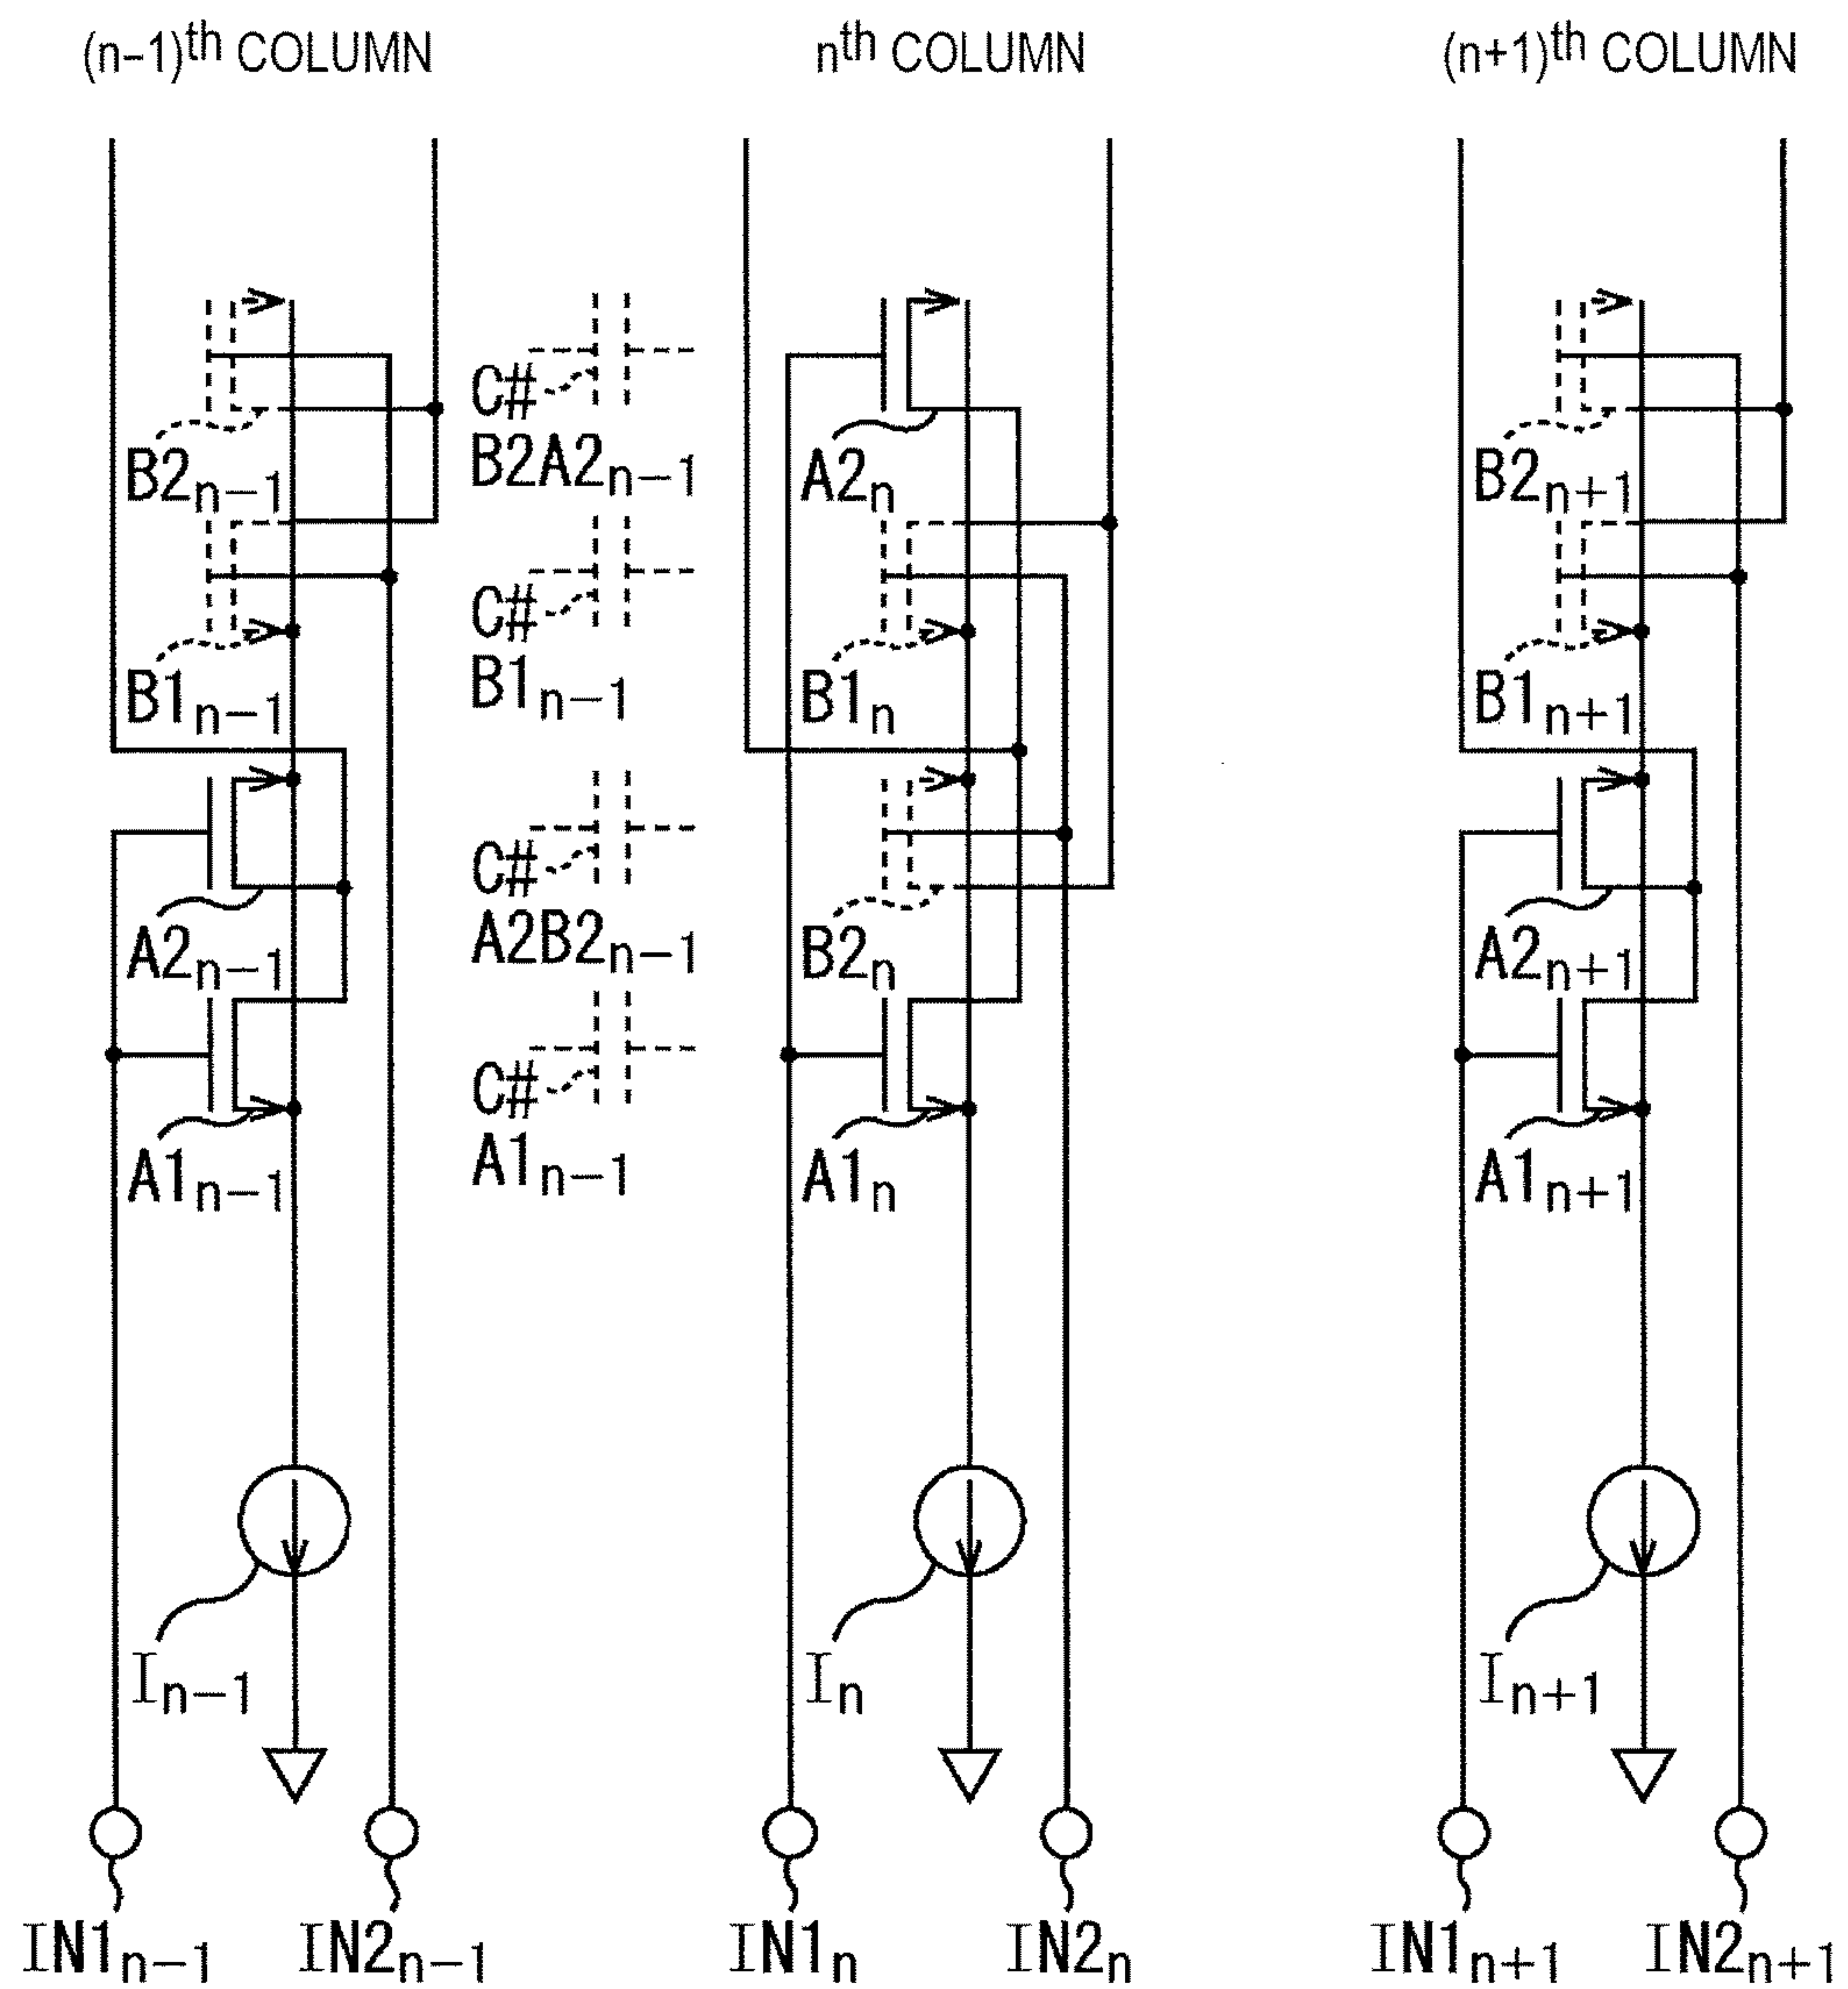 (n-1)th COLUMN
nth COLUMN
(n+1)th COLUMN
B2n-1
C#
B2A2n-1
A2n
B2n+1
B1n-1
C#
B1n-1
B1n
B1n+1
A2n-1
C#
A2B2n-1
B2n
A2n+1
A1n-1
C#
A1n-1
A1n
A1n+1
In-1
In
In+1
IN1n-1
IN2n-1
IN1n
IN2n
IN1n+1
IN2n+1